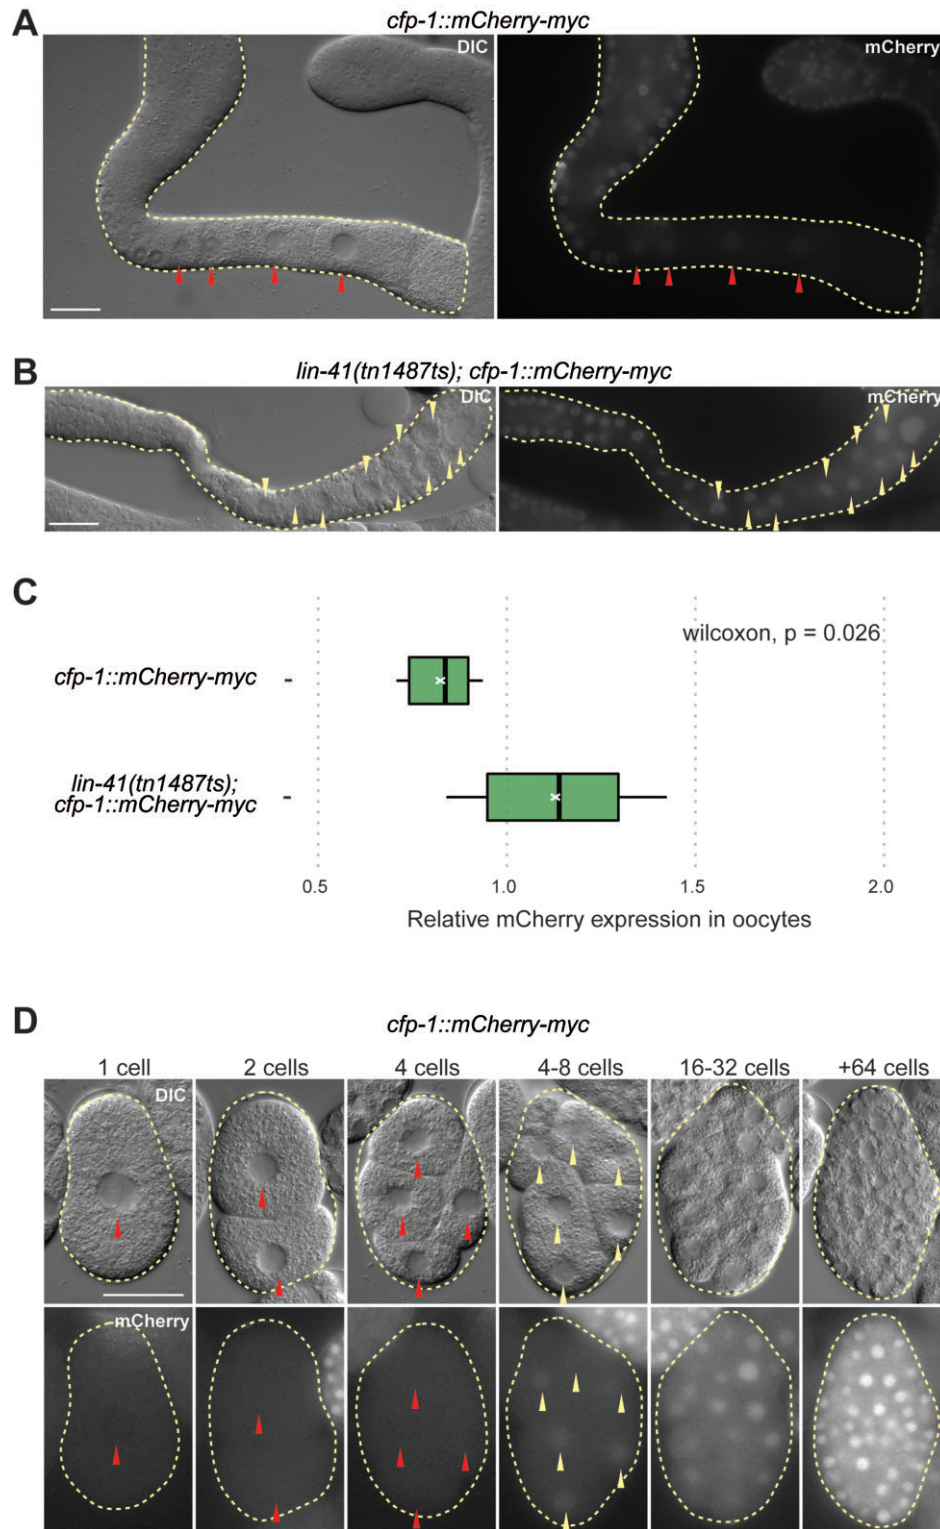 A
cfp-1::mCherry-myc
DIC
mCherry
B
lin-41(tn1487ts); cfp-1::mCherry-myc
DIC
mCherry
C
wilcoxon, p = 0.026
cfp-1::mCherry-myc
lin-41(tn1487ts);
cfp-1::mCherry-myc
0.5
1.0
1.5
2.0
Relative mCherry expression in oocytes
D
cfp-1::mCherry-myc
1 cell
2 cells
4 cells
4-8 cells
16-32 cells
+64 cells
DIC
mCherry